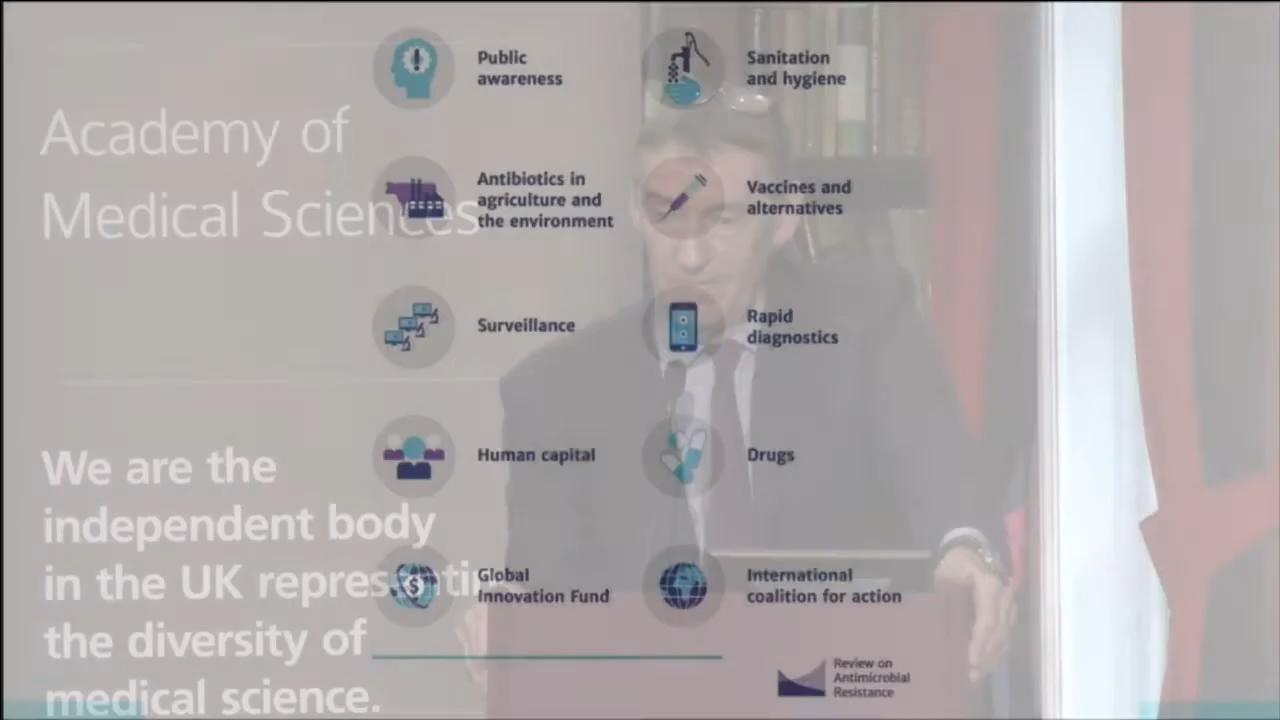 Academy of
Medical Sciences
We are the
independent body
in the UK representin
the diversity of
medical science.
Public
awareness
Sanitation
and hygiene
Antibiotics in
agriculture and
the environment
Vaccines and
alternatives
Surveillance
Rapid
diagnostics
Human capital
Drugs
Global
Innovation Fund
International
coalition for action
Review on
Antimicrobial
Resistance